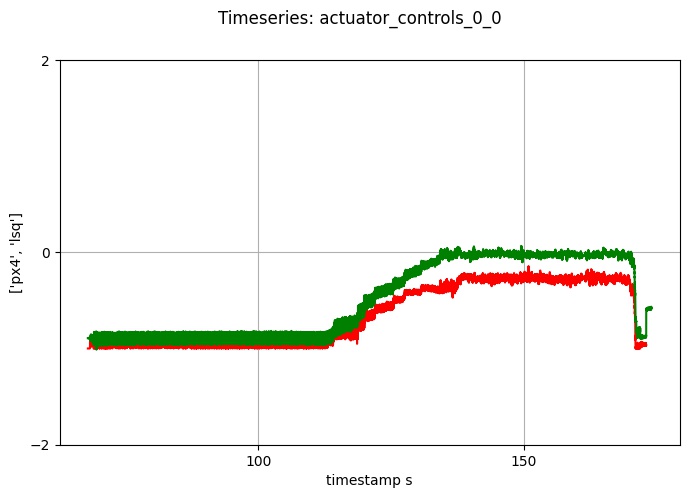 Timeseries: actuator_controls_0_0
2
0
−2
['px4', 'lsq']
100
150
timestamp s